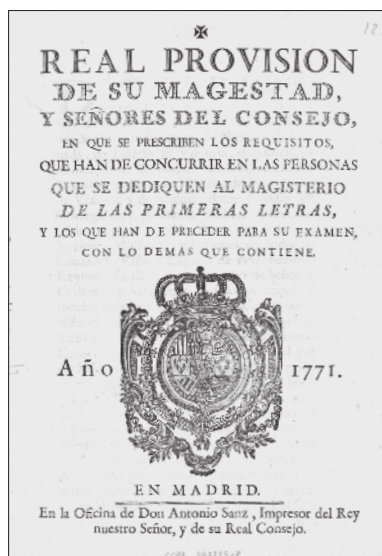 REAL PROVISION
DE SU MAGESTAD,
Y SEÑORES DEL CONSEJO,
EN QUE SE PRESCRIBEN LOS REQUISITOS,
QUE HAN DE CONCURRIR EN LAS PERSONAS
QUE SE DEDIQUEN AL MAGISTERIO
DE LAS PRIMERAS LETRAS,
Y LOS QUE HAN DE PRECEDER PARA SU EXAMEN,
CON LO DEMÁS QUE CONTIENE.
Año 1771.
EN MADRID.
En la Oficina de Don Antonio Sanz, Impresor del Rey
nuestro Señor, y de su Real Consejo.